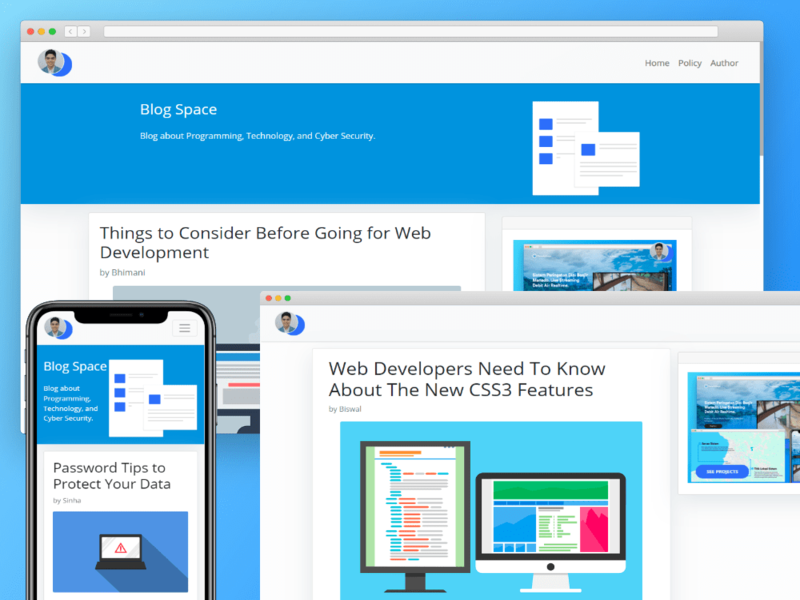 Home Policy Author
Blog Space
Blog about Programming, Technology, and Cyber Security.
Things to Consider Before Going for Web
Development
by Bhimani
Blog Space
Blog about
Programming,
Technology, and
Cyber Security.
Password Tips to
Protect Your Data
by Sinha
Web Developers Need To Know
About The New CSS3 Features
by Biswal
SEE PROJECTS